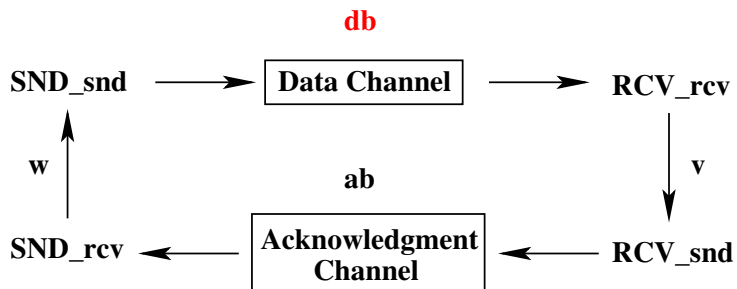 db
SND_snd
Data Channel
RCV_rcv
w
ab
v
SND_rcv
Acknowledgment
Channel
RCV_snd